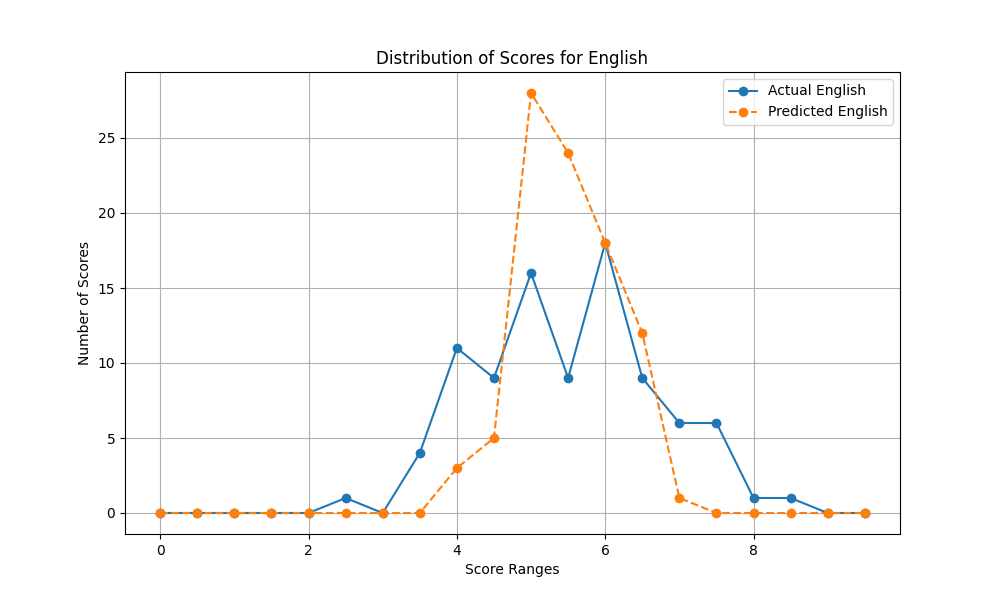 Distribution of Scores for English
Actual English
Predicted English
25
20
15
10
5
0
Number of Scores
0 2 4 6 8
Score Ranges